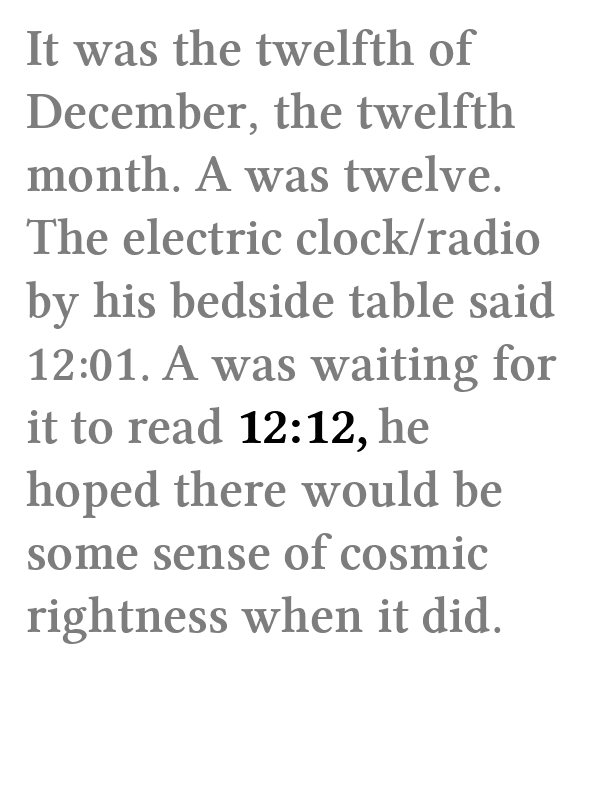 It was the twelfth of
December, the twelfth
month. A was twelve.
The electric clock/radio
by his bedside table said
12:01. A was waiting for
it to read 12:12, he
hoped there would be
some sense of cosmic
rightness when it did.